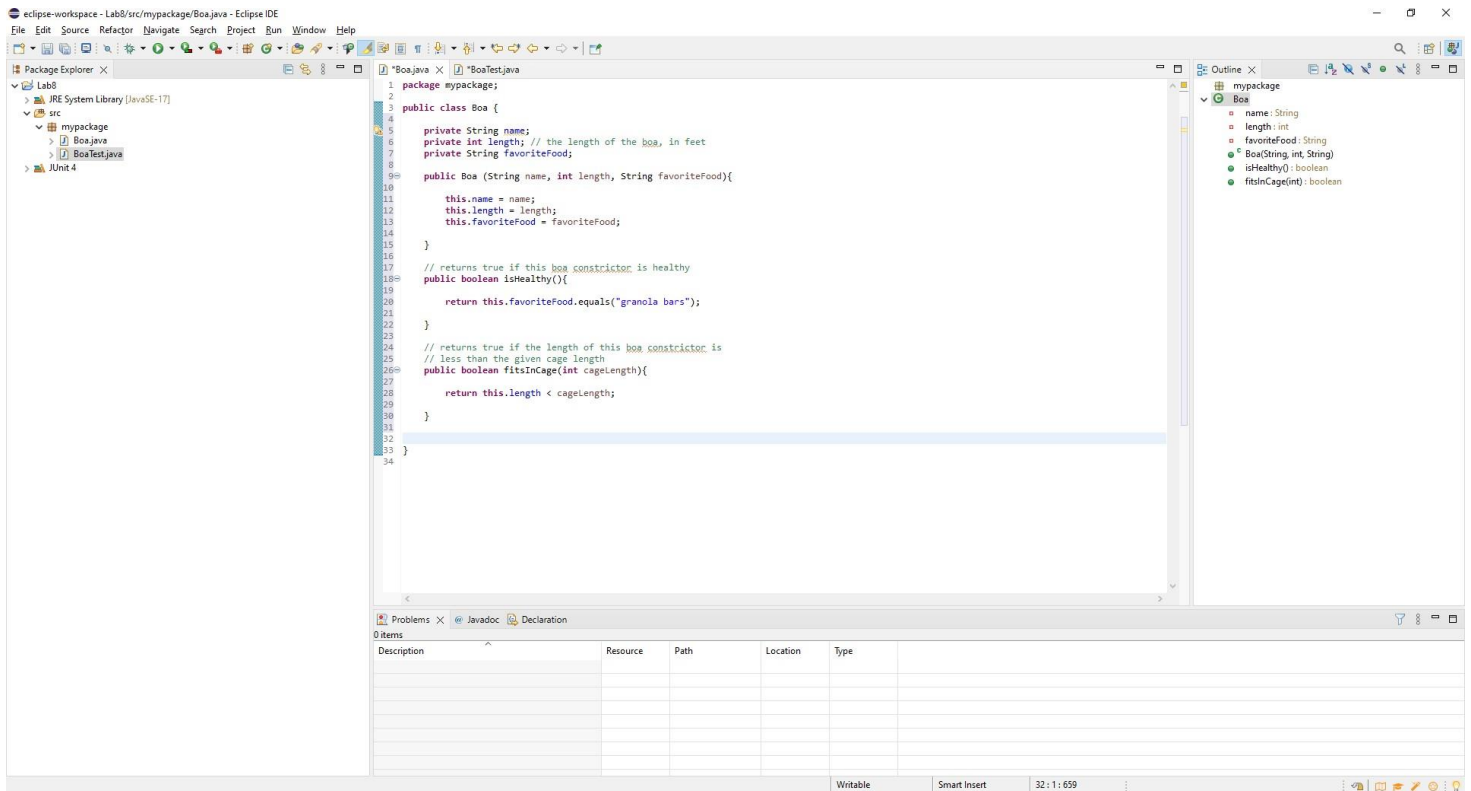 eclipse-workspace - Lab8/src/mypackage/Boa.java - Eclipse IDE
File Edit Source Refactor Navigate Search Project Run Window Help
Package Explorer
Lab8
JRE System Library [JavaSE-17]
src
mypackage
Boa.java
BoaTest.java
JUnit 4
*Boa.java *BoaTest.java
1 package mypackage;
2
3 public class Boa {
4
5 private String name;
6 private int length; // the length of the boa, in feet
7 private String favoriteFood;
8
9 public Boa (String name, int length, String favoriteFood){
10
11 this.name = name;
12 this.length = length;
13 this.favoriteFood = favoriteFood;
14
15 }
16
17 // returns true if this boa constrictor is healthy
18 public boolean isHealthy(){
19
20 return this.favoriteFood.equals("granola bars");
21
22 }
23
24 // returns true if the length of this boa constrictor is
25 // less than the given cage length
26 public boolean fitsInCage(int cageLength){
27
28 return this.length < cageLength;
29
30 }
31
32
33 }
34
Outline
mypackage
Boa
name : String
length : int
favoriteFood : String
Boa(String, int, String)
isHealthy() : boolean
fitsInCage(int) : boolean
Problems @ Javadoc Declaration
0 items
Description Resource Path Location Type
Writable Smart Insert 32 : 1 : 659